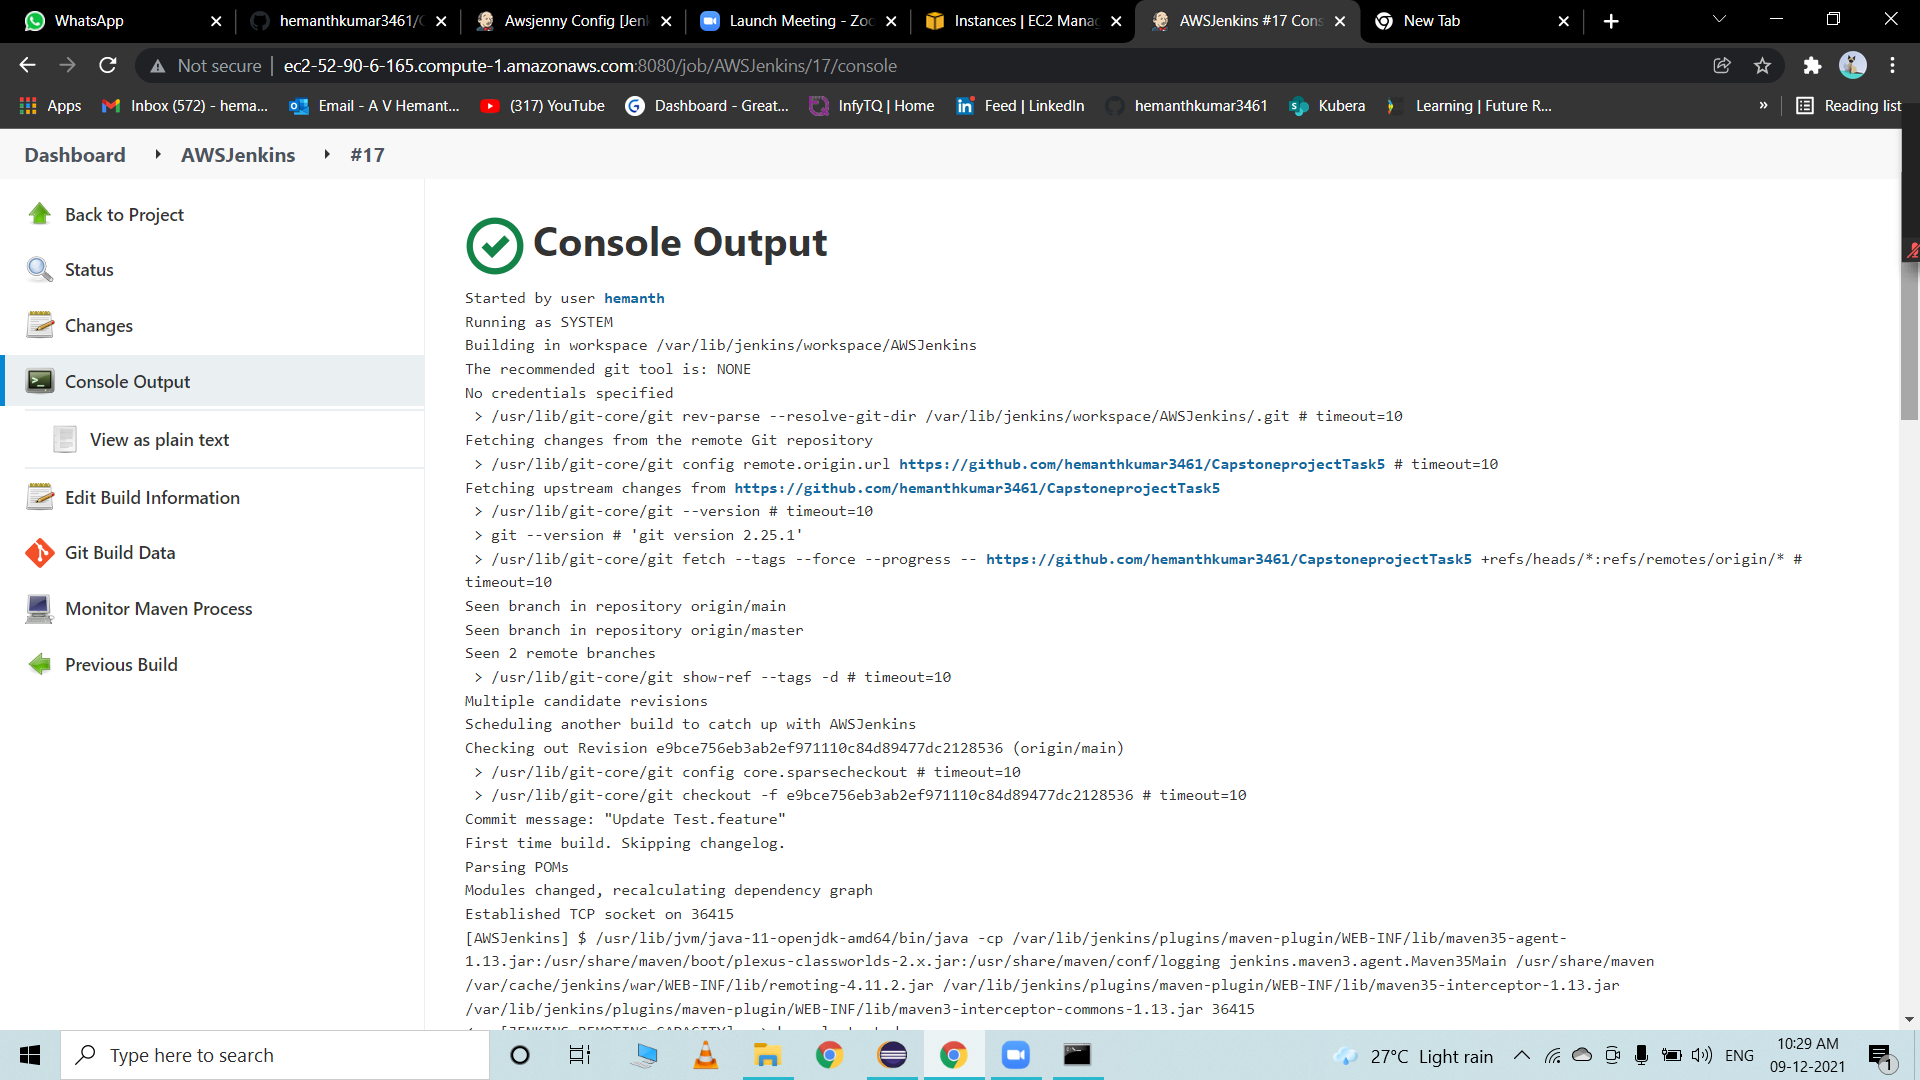 WhatsApp
hemanthkumar3461/C
Awsjenny Config [Jenk
Launch Meeting - Zoo
Instances | EC2 Manag
AWSJenkins #17 Cons
New Tab
Not secure
ec2-52-90-6-165.compute-1.amazonaws.com:8080/job/AWSJenkins/17/console
Apps
Inbox (572) - hema...
Email - A V Hemant...
(317) YouTube
Dashboard - Great...
InfyTQ | Home
Feed | LinkedIn
hemanthkumar3461
Kubera
Learning | Future R...
»
Reading list
Dashboard
AWSJenkins
#17
Back to Project
Status
Changes
Console Output
View as plain text
Edit Build Information
Git Build Data
Monitor Maven Process
Previous Build
Console Output
Started by user hemanth
Running as SYSTEM
Building in workspace /var/lib/jenkins/workspace/AWSJenkins
The recommended git tool is: NONE
No credentials specified
> /usr/lib/git-core/git rev-parse --resolve-git-dir /var/lib/jenkins/workspace/AWSJenkins/.git # timeout=10
Fetching changes from the remote Git repository
> /usr/lib/git-core/git config remote.origin.url https://github.com/hemanthkumar3461/CapstoneprojectTask5 # timeout=10
Fetching upstream changes from https://github.com/hemanthkumar3461/CapstoneprojectTask5
> /usr/lib/git-core/git --version # timeout=10
> git --version # 'git version 2.25.1'
> /usr/lib/git-core/git fetch --tags --force --progress -- https://github.com/hemanthkumar3461/CapstoneprojectTask5 +refs/heads/*:refs/remotes/origin/* #
timeout=10
Seen branch in repository origin/main
Seen branch in repository origin/master
Seen 2 remote branches
> /usr/lib/git-core/git show-ref --tags -d # timeout=10
Multiple candidate revisions
Scheduling another build to catch up with AWSJenkins
Checking out Revision e9bce756eb3ab2ef971110c84d89477dc2128536 (origin/main)
> /usr/lib/git-core/git config core.sparsecheckout # timeout=10
> /usr/lib/git-core/git checkout -f e9bce756eb3ab2ef971110c84d89477dc2128536 # timeout=10
Commit message: "Update Test.feature"
First time build. Skipping changelog.
Parsing POMs
Modules changed, recalculating dependency graph
Established TCP socket on 36415
[AWSJenkins] $ /usr/lib/jvm/java-11-openjdk-amd64/bin/java -cp /var/lib/jenkins/plugins/maven-plugin/WEB-INF/lib/maven35-agent-
1.13.jar:/usr/share/maven/boot/plexus-classworlds-2.x.jar:/usr/share/maven/conf/logging jenkins.maven3.agent.Maven35Main /usr/share/maven
/var/cache/jenkins/war/WEB-INF/lib/remoting-4.11.2.jar /var/lib/jenkins/plugins/maven-plugin/WEB-INF/lib/maven35-interceptor-1.13.jar
/var/lib/jenkins/plugins/maven-plugin/WEB-INF/lib/maven3-interceptor-commons-1.13.jar 36415
Type here to search
27°C Light rain
ENG
10:29 AM
09-12-2021
1